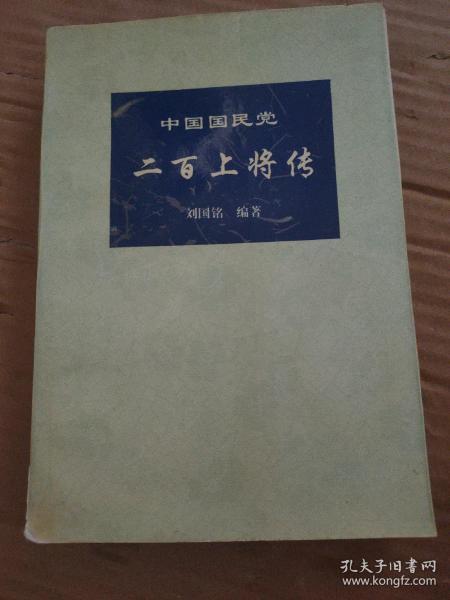 中国国民党
二百上将传
刘国铭 编著
孔夫子旧书网
www.kongfz.com